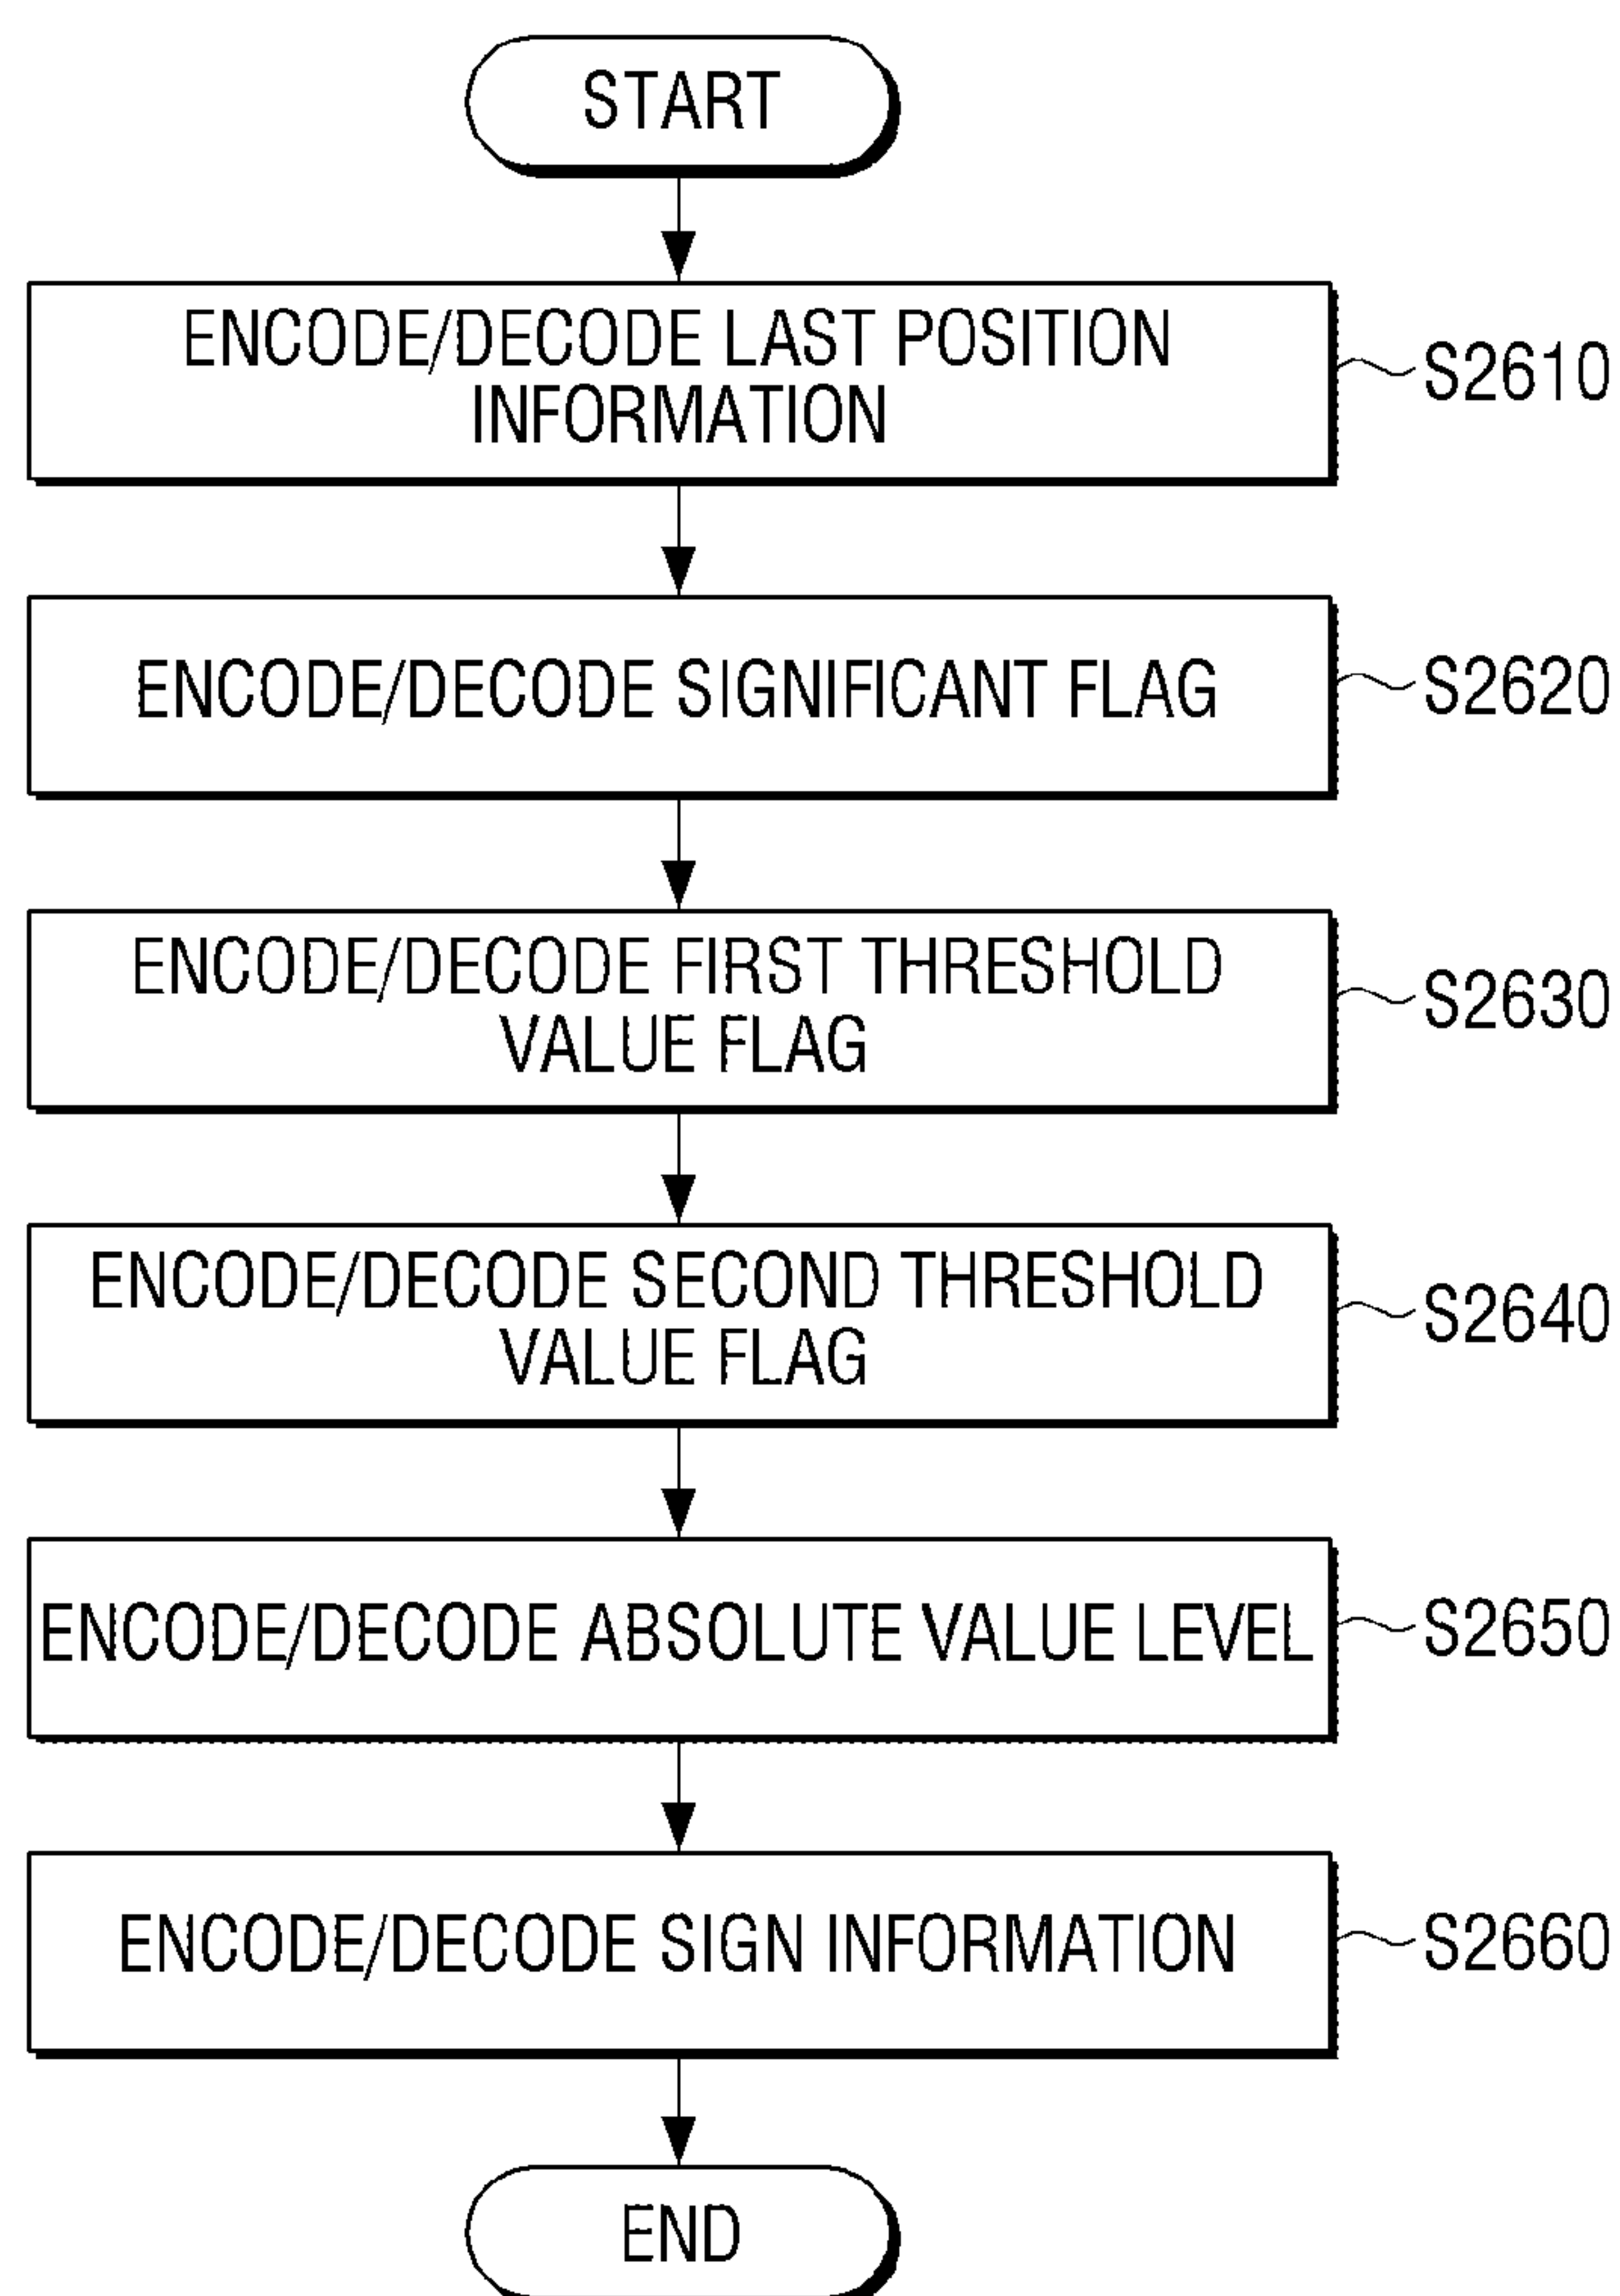 START
ENCODE/DECODE LAST POSITION
INFORMATION
S2610
ENCODE/DECODE SIGNIFICANT FLAG
S2620
ENCODE/DECODE FIRST THRESHOLD
VALUE FLAG
S2630
ENCODE/DECODE SECOND THRESHOLD
VALUE FLAG
S2640
ENCODE/DECODE ABSOLUTE VALUE LEVEL
S2650
ENCODE/DECODE SIGN INFORMATION
S2660
END